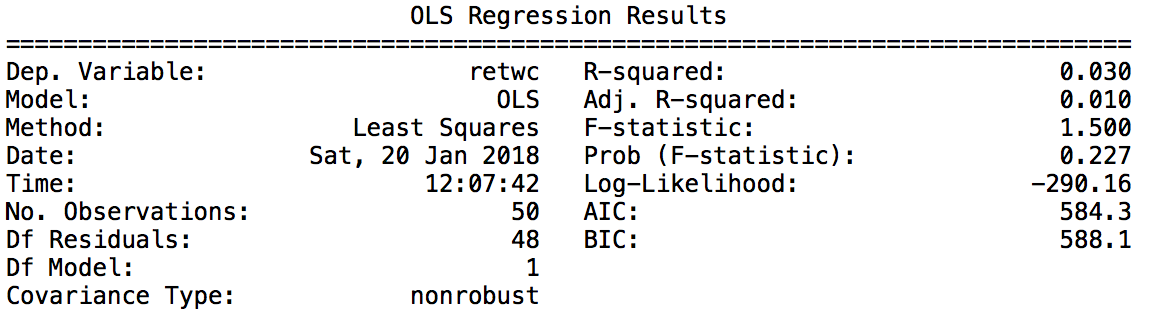 OLS Regression Results
==============================================================================
Dep. Variable: retwc R-squared: 0.030
Model: OLS Adj. R-squared: 0.010
Method: Least Squares F-statistic: 1.500
Date: Sat, 20 Jan 2018 Prob (F-statistic): 0.227
Time: 12:07:42 Log-Likelihood: -290.16
No. Observations: 50 AIC: 584.3
Df Residuals: 48 BIC: 588.1
Df Model: 1
Covariance Type: nonrobust